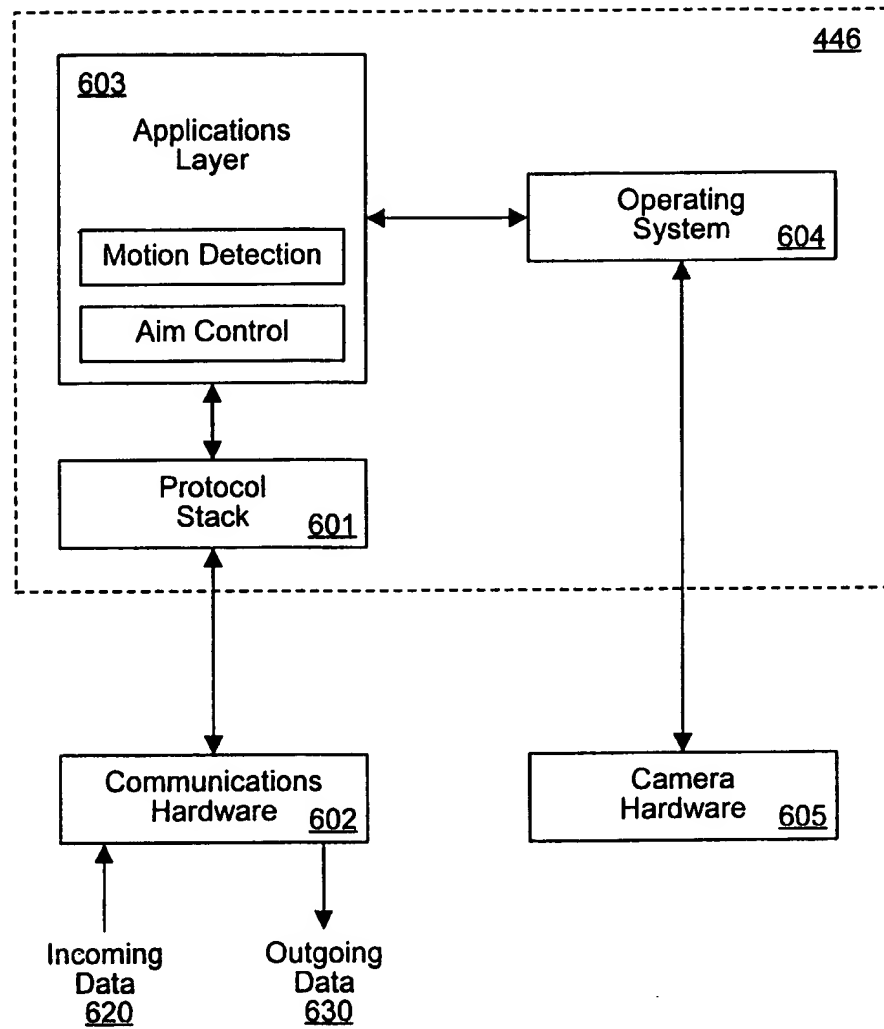 446
603
Applications
Layer
Motion Detection
Aim Control
Operating
System
604
Protocol
Stack
601
Communications
Hardware
602
Camera
Hardware
605
Incoming
Data
620
Outgoing
Data
630